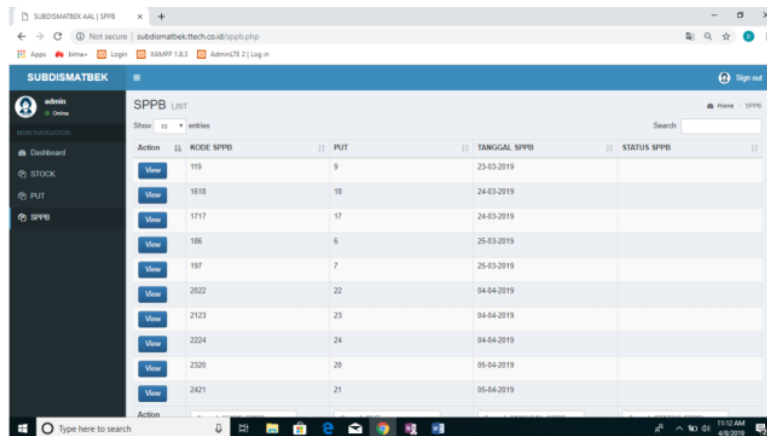 SUBDISMATBEK AAL | SPPB
Not secure | subdismatbek.ttech.co.id/sppb.php
Apps bima+ Login XAMPP 1.8.3 AdminLTE 2 | Log in
SUBDISMATBEK Sign out
admin
Online
SPPB LIST
Home > SPPB
MAIN NAVIGATION
Dashboard
STOCK
PUT
SPPB
Show 10 entries Search:
Action KODE SPPB PUT TANGGAL SPPB STATUS SPPB
View 119 9 23-03-2019
View 1618 18 24-03-2019
View 1717 17 24-03-2019
View 186 6 25-03-2019
View 197 7 25-03-2019
View 2022 22 04-04-2019
View 2123 23 04-04-2019
View 2224 24 04-04-2019
View 2320 20 05-04-2019
View 2421 21 05-04-2019
Action
Type here to search
11:12 AM
4/8/2019